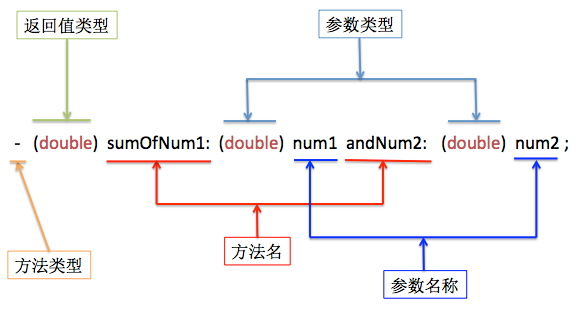 返回值类型
参数类型
- (double) sumOfNum1: (double) num1 andNum2: (double) num2 ;
方法类型
方法名
参数名称